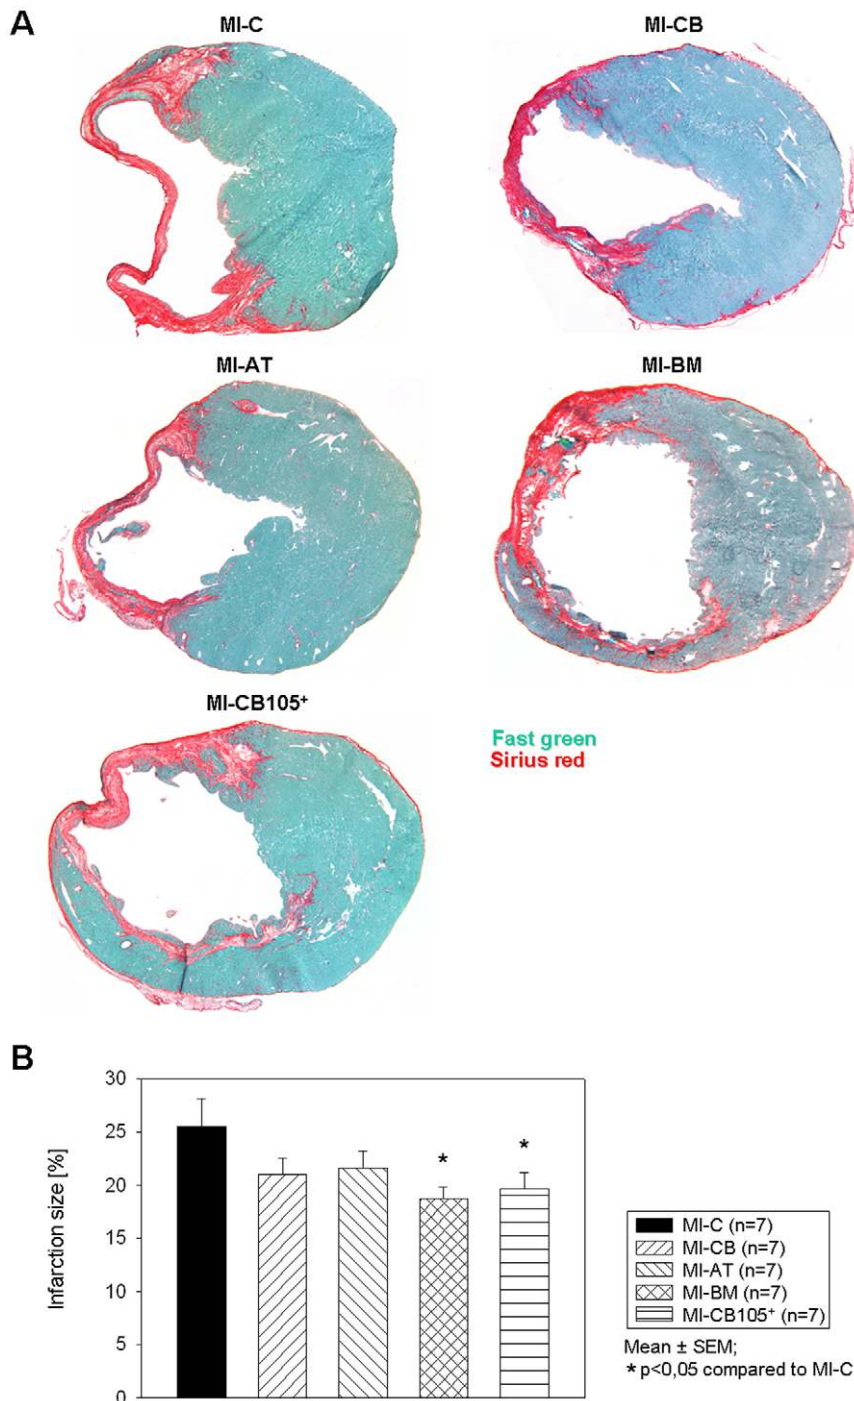 A
MI-C
MI-CB
MI-AT
MI-BM
MI-CB105⁺
Fast green
Sirius red
B
Infarction size [%]
30
25
20
15
10
5
0
*
*
MI-C (n=7)
MI-CB (n=7)
MI-AT (n=7)
MI-BM (n=7)
MI-CB105⁺ (n=7)
Mean ± SEM;
* p<0,05 compared to MI-C